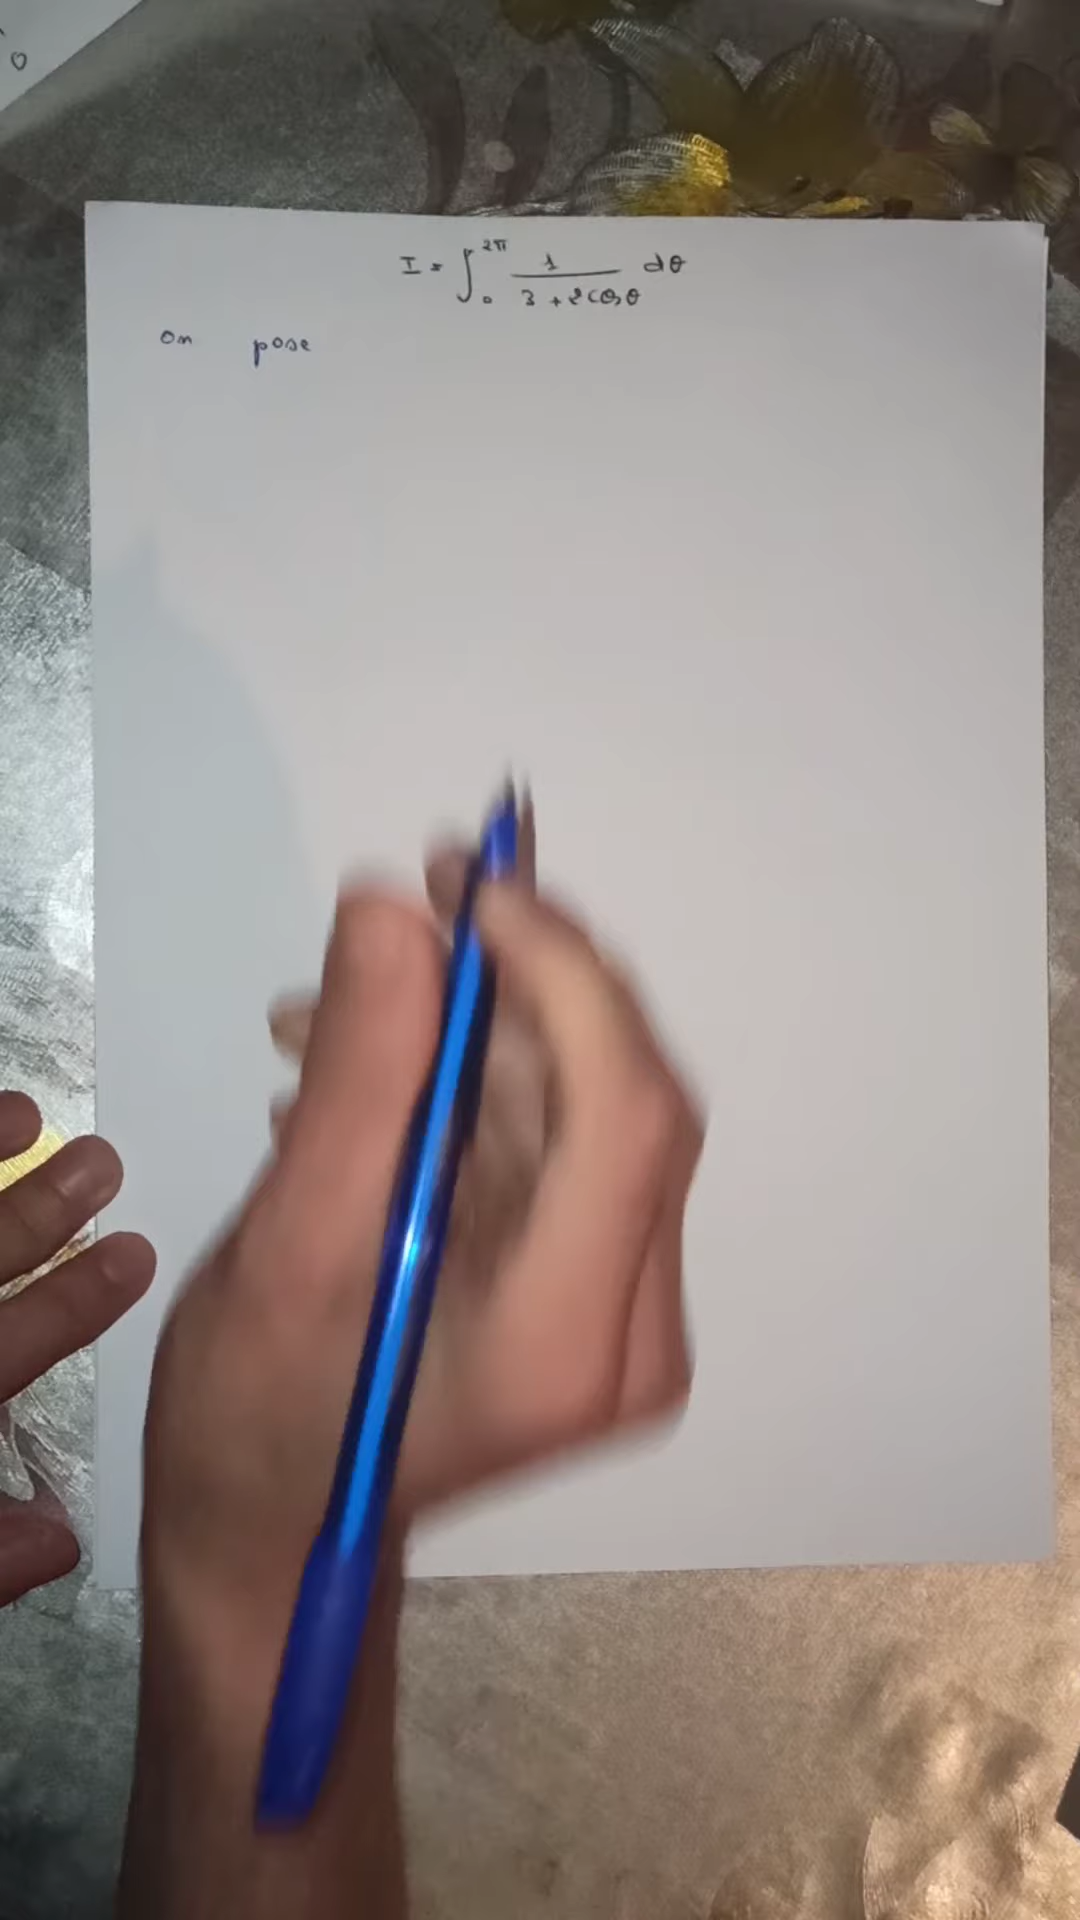 I = ∫₀^2π 1/(3 + 2cosθ) dθ
on pose